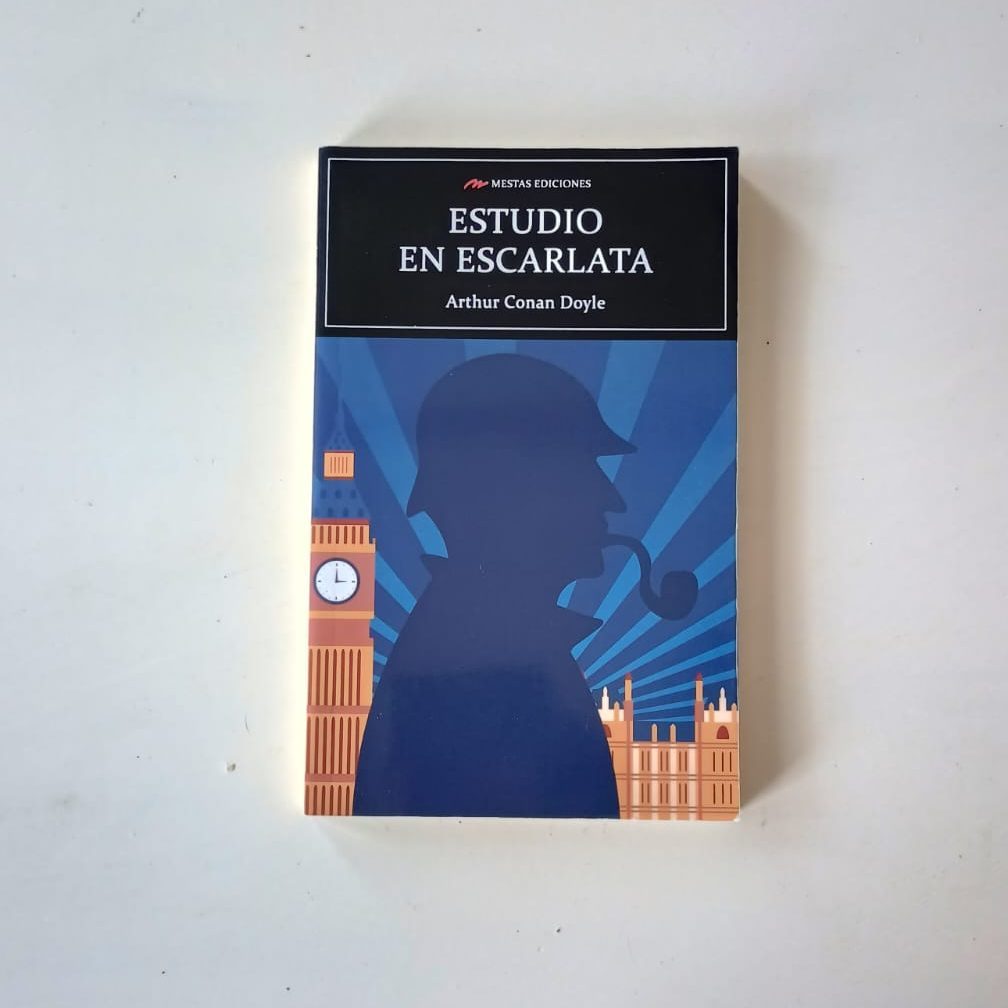 MESTAS EDICIONES
ESTUDIO
EN ESCARLATA
Arthur Conan Doyle